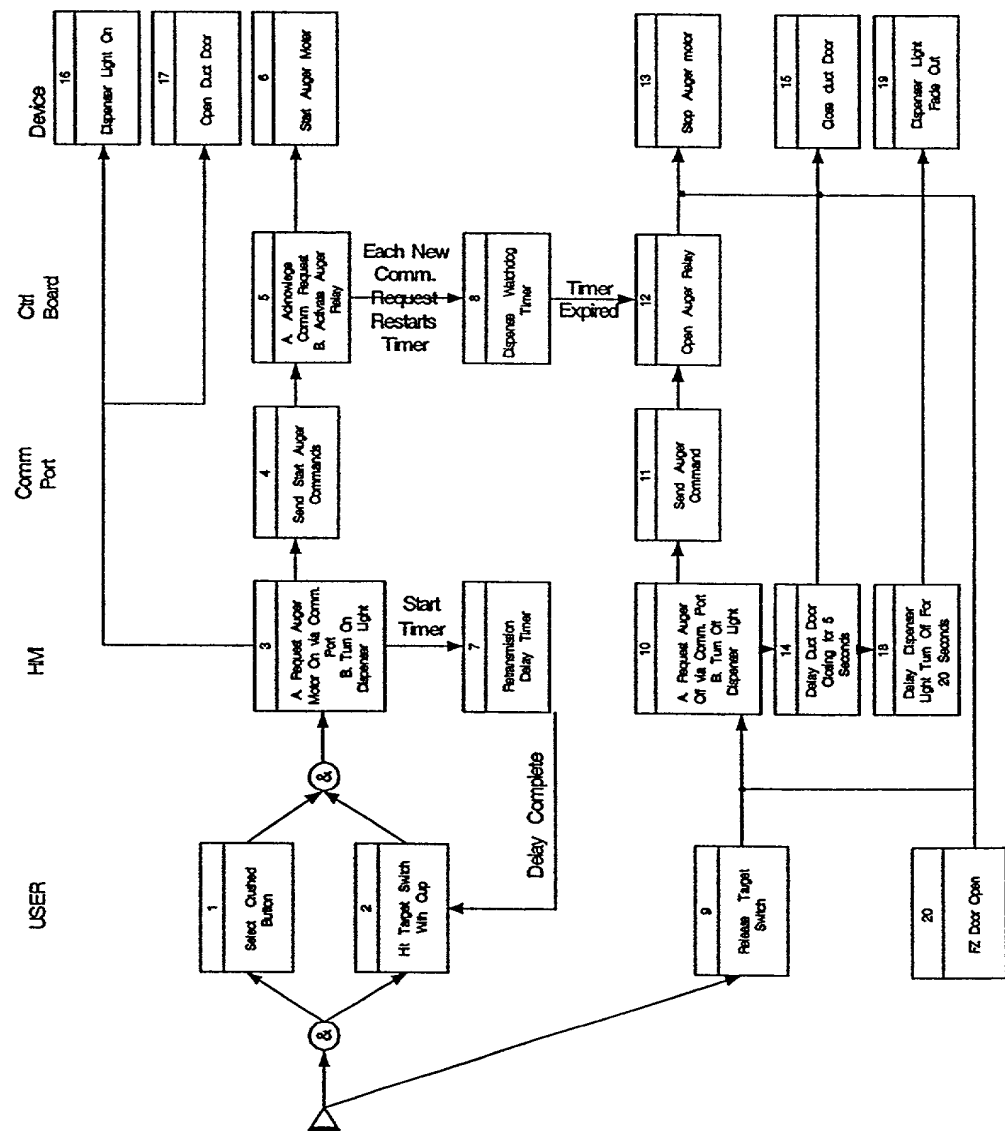 USER
HMI
Comm
Port
Ctrl
Board
Device
1
Select Crushed
Button
2
Hit Target Switch
With Cup
&
&
3
A. Request Auger
Motor On via Comm.
Port
B. Turn On
Dispenser Light
4
Send Start Auger
Commands
5
A. Acknowlege
Comm Request
B. Activate Auger
Relay
6
Start Auger Motor
16
Dispenser Light On
17
Open Duct Door
Start
Timer
7
Retransmission
Delay Timer
Delay Complete
Each New
Comm.
Request
Restarts
Timer
8
Dispense Watchdog
Timer
Timer
Expired
9
Release Target
Switch
10
A. Request Auger
Off via Comm. Port
B. Turn Off
Dispenser Light
11
Send Auger
Command
12
Open Auger Relay
13
Stop Auger motor
14
Delay Duct Door
Closing for 5
Seconds
15
Close duct Door
18
Delay Dispenser
Light Turn Off For
20 Seconds
19
Dispenser Light
Fade Out
20
FZ Door Open